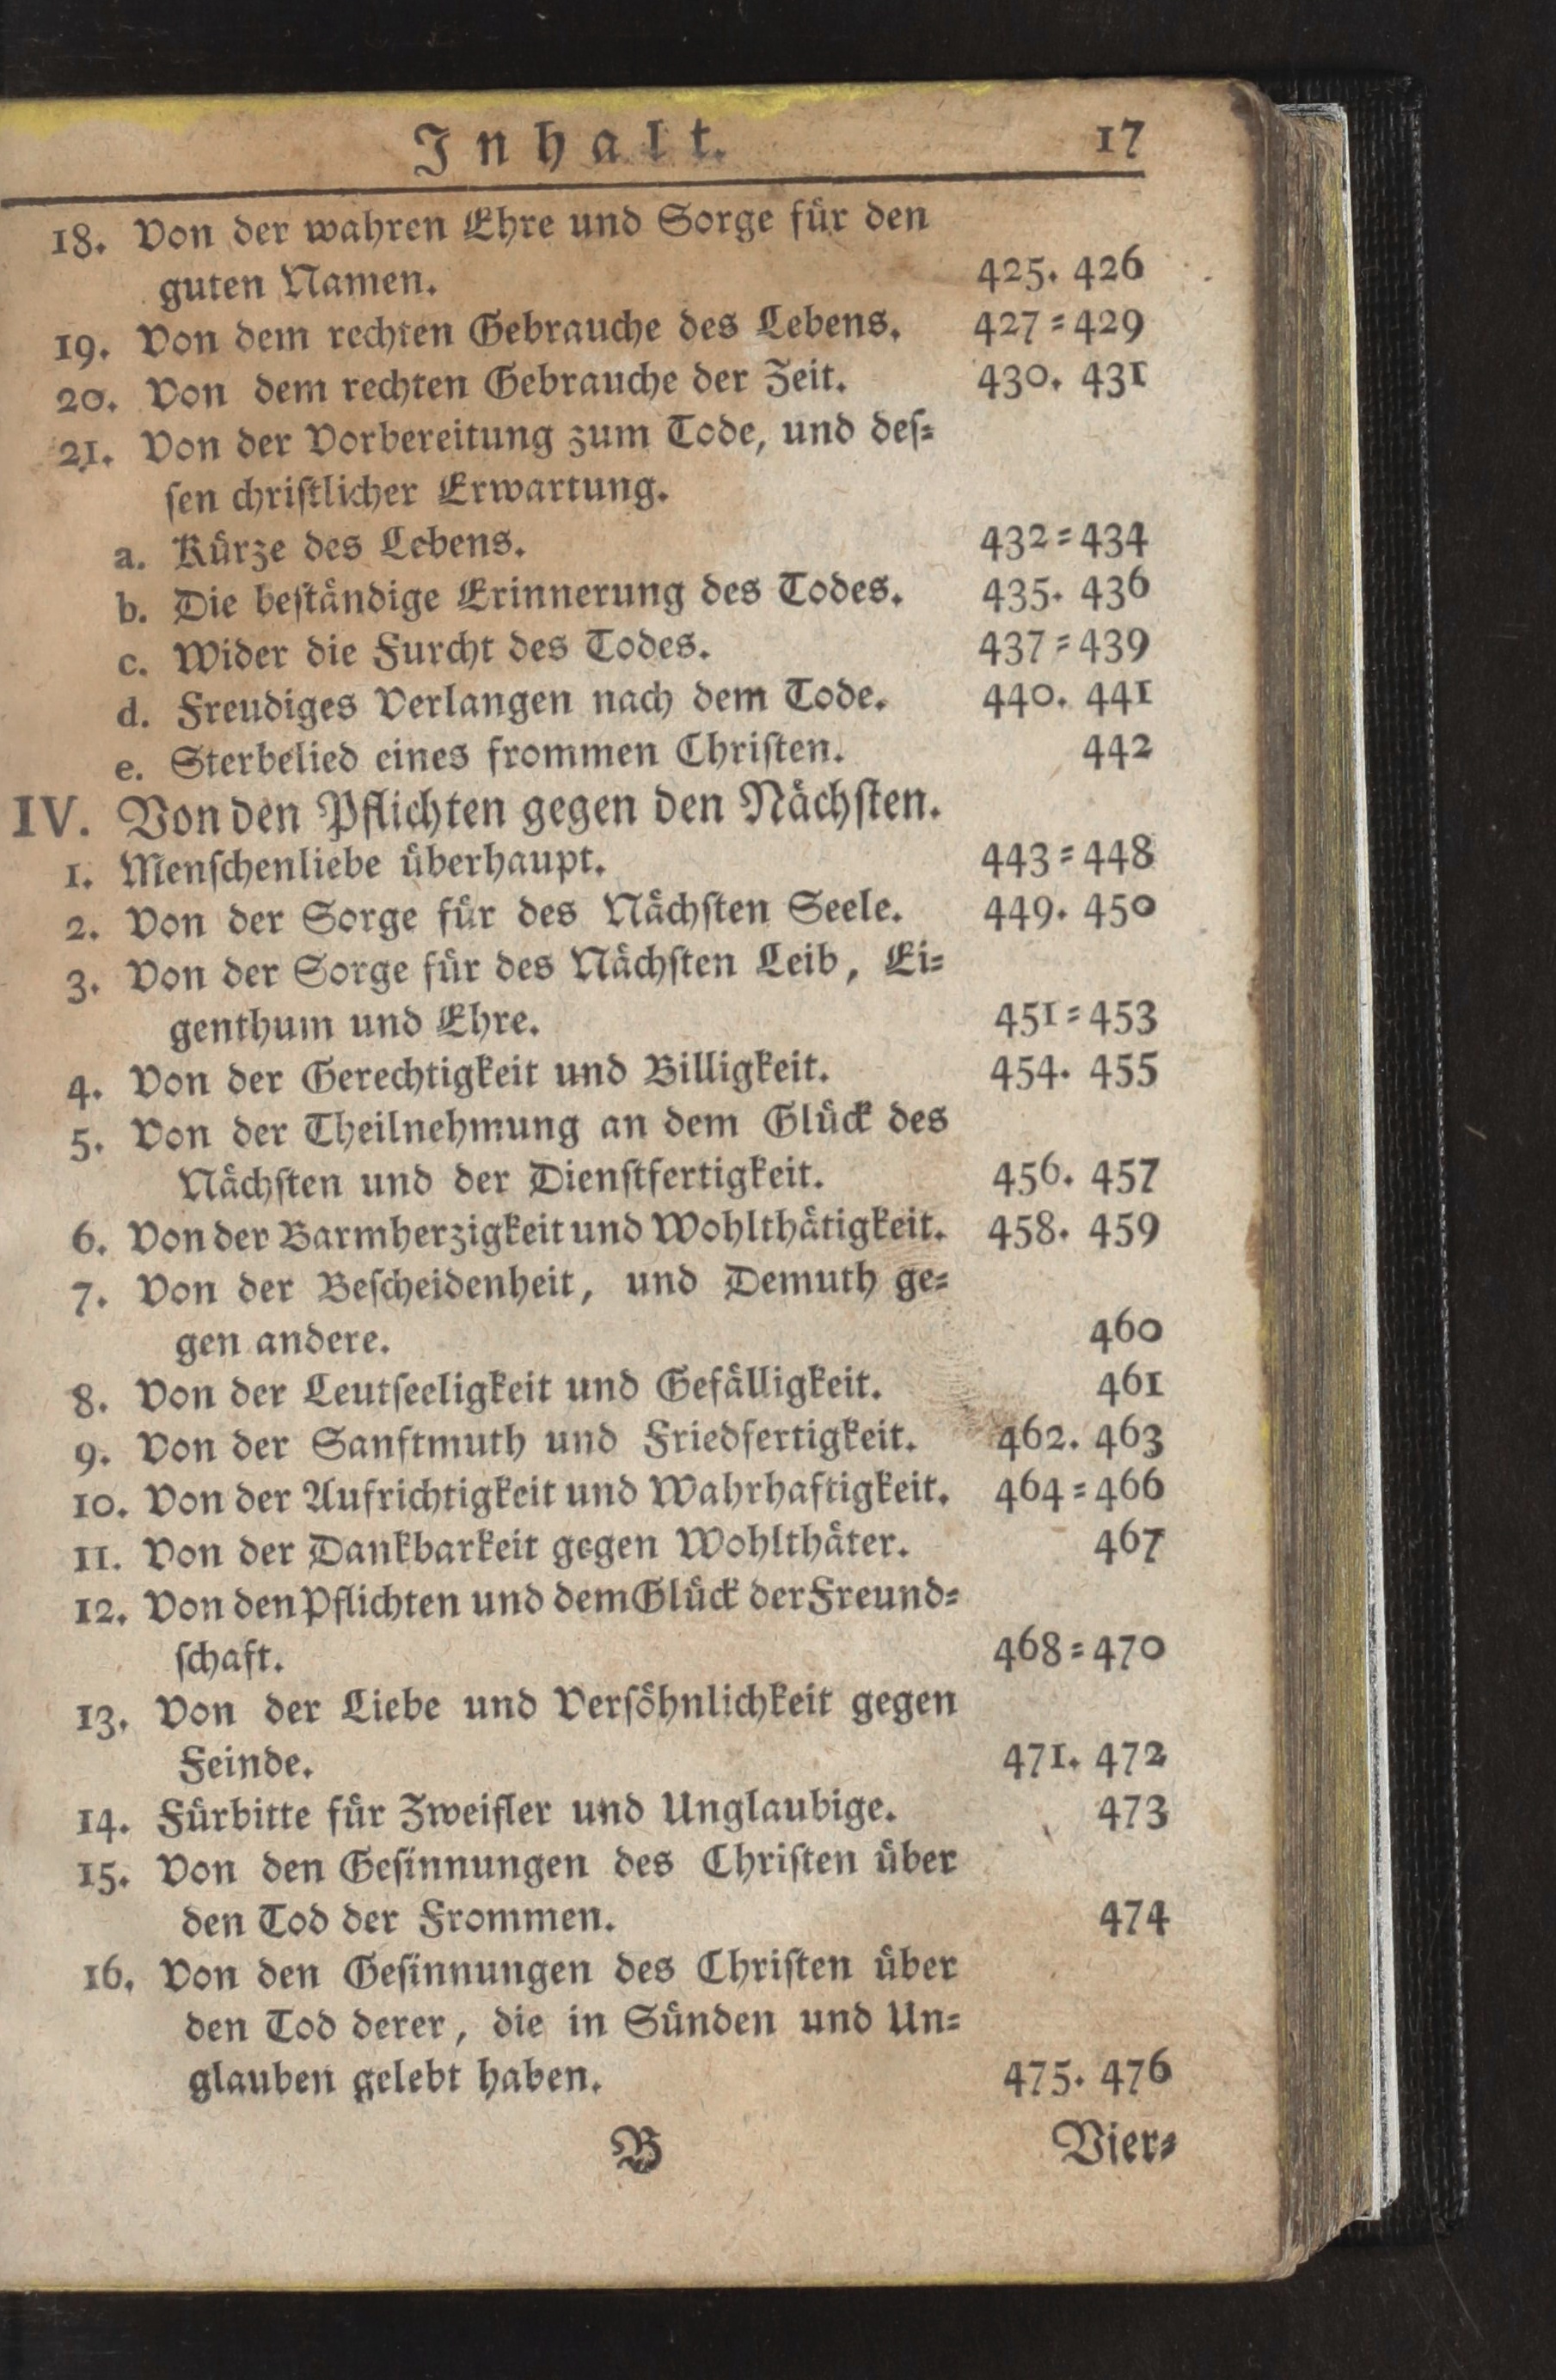 Inhalt. 17
18. Von der wahren Ehre und Sorge für den
guten Namen. 425. 426
19. Von dem rechten Gebrauche des Lebens. 427=429
20. Von dem rechten Gebrauche der Zeit. 430. 431
21. Von der Vorbereitung zum Tode, und deſ=
ſen chriſtlicher Erwartung.
a. Kürze des Lebens. 432=434
b. Die beſtändige Erinnerung des Todes. 435. 436
c. Wider die Furcht des Todes. 437=439
d. Freudiges Verlangen nach dem Tode. 440. 441
e. Sterbelied eines frommen Chriſten. 442
IV. Von den Pflichten gegen den Nächſten.
1. Menſchenliebe überhaupt. 443=448
2. Von der Sorge für des Nächſten Seele. 449. 450
3. Von der Sorge für des Nächſten Leib, Ei=
genthum und Ehre. 451=453
4. Von der Gerechtigkeit und Billigkeit. 454. 455
5. Von der Theilnehmung an dem Glück des
Nächſten und der Dienſtfertigkeit. 456. 457
6. Von der Barmherzigkeit und Wohlthätigkeit. 458. 459
7. Von der Beſcheidenheit, und Demuth ge=
gen andere. 460
8. Von der Leutſeeligkeit und Gefälligkeit. 461
9. Von der Sanftmuth und Friedfertigkeit. 462. 463
10. Von der Aufrichtigkeit und Wahrhaftigkeit. 464=466
11. Von der Dankbarkeit gegen Wohlthäter. 467
12. Von den Pflichten und dem Glück der Freund=
ſchaft. 468=470
13. Von der Liebe und Verſöhnlichkeit gegen
Feinde. 471. 472
14. Fürbitte für Zweifler und Unglaubige. 473
15. Von den Geſinnungen des Chriſten über
den Tod der Frommen. 474
16. Von den Geſinnungen des Chriſten über
den Tod derer, die in Sünden und Un=
glauben gelebt haben. 475. 476
B Vier=